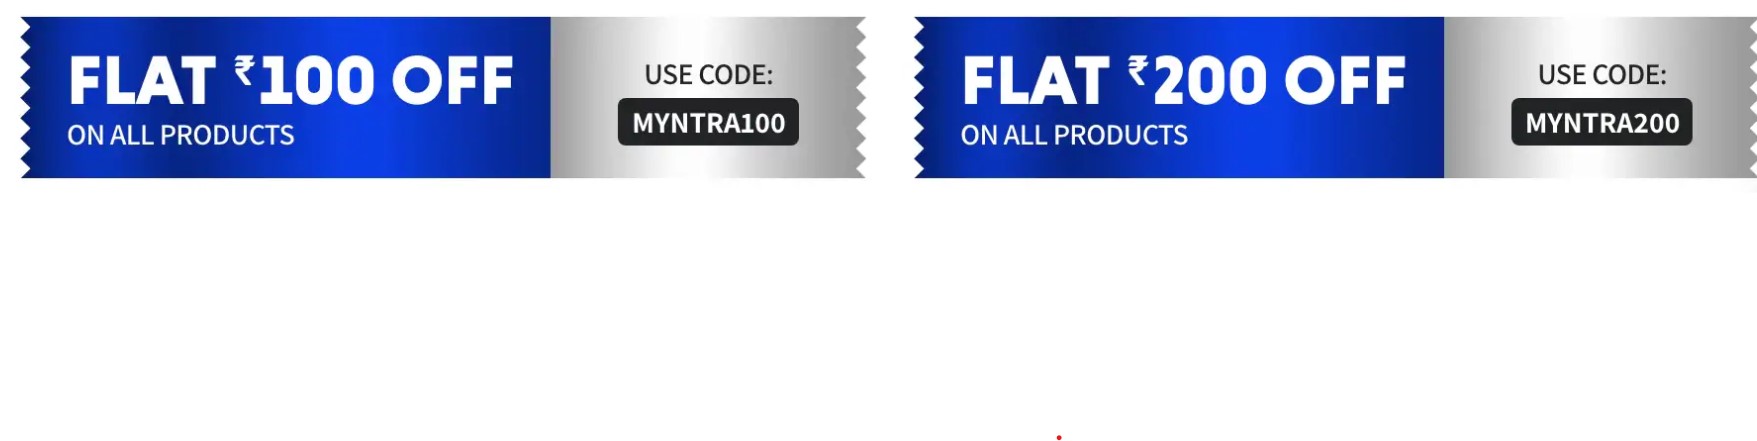 FLAT ₹100 OFF
ON ALL PRODUCTS
USE CODE:
MYNTRA100
FLAT ₹200 OFF
ON ALL PRODUCTS
USE CODE:
MYNTRA200